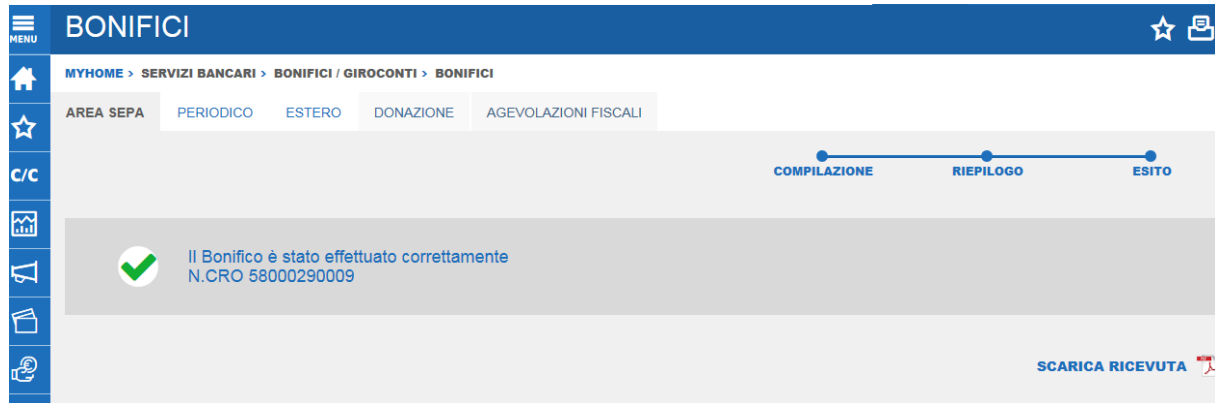 MENU
BONIFICI
MYHOME > SERVIZI BANCARI > BONIFICI / GIROCONTI > BONIFICI
AREA SEPA PERIODICO ESTERO DONAZIONE AGEVOLAZIONI FISCALI
COMPILAZIONE RIEPILOGO ESITO
C/C
Il Bonifico è stato effettuato correttamente
N.CRO 58000290009
SCARICA RICEVUTA